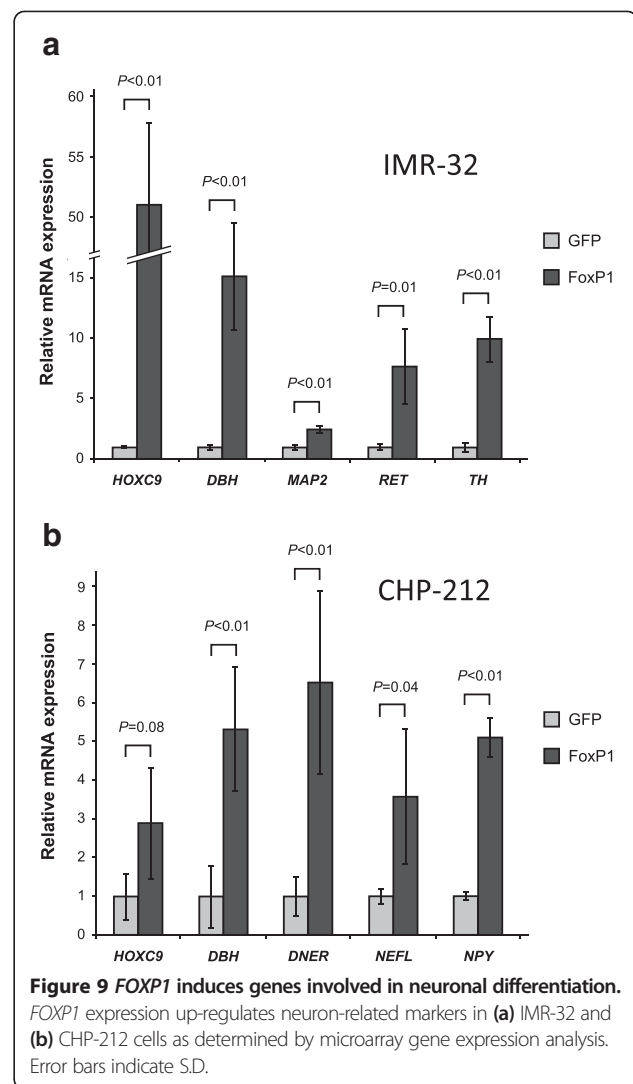 a
P<0.01
60
55
50
15
10
5
0
Relative mRNA expression
IMR-32
P<0.01
P<0.01
P=0.01
P<0.01
GFP
FoxP1
HOXC9 DBH MAP2 RET TH
b
P<0.01
9
8
7
6
5
4
3
2
1
0
Relative mRNA expression
CHP-212
P=0.08
P<0.01
P=0.04
P<0.01
GFP
FoxP1
HOXC9 DBH DNER NEFL NPY
Figure 9 FOXP1 induces genes involved in neuronal differentiation.
FOXP1 expression up-regulates neuron-related markers in (a) IMR-32 and
(b) CHP-212 cells as determined by microarray gene expression analysis.
Error bars indicate S.D.